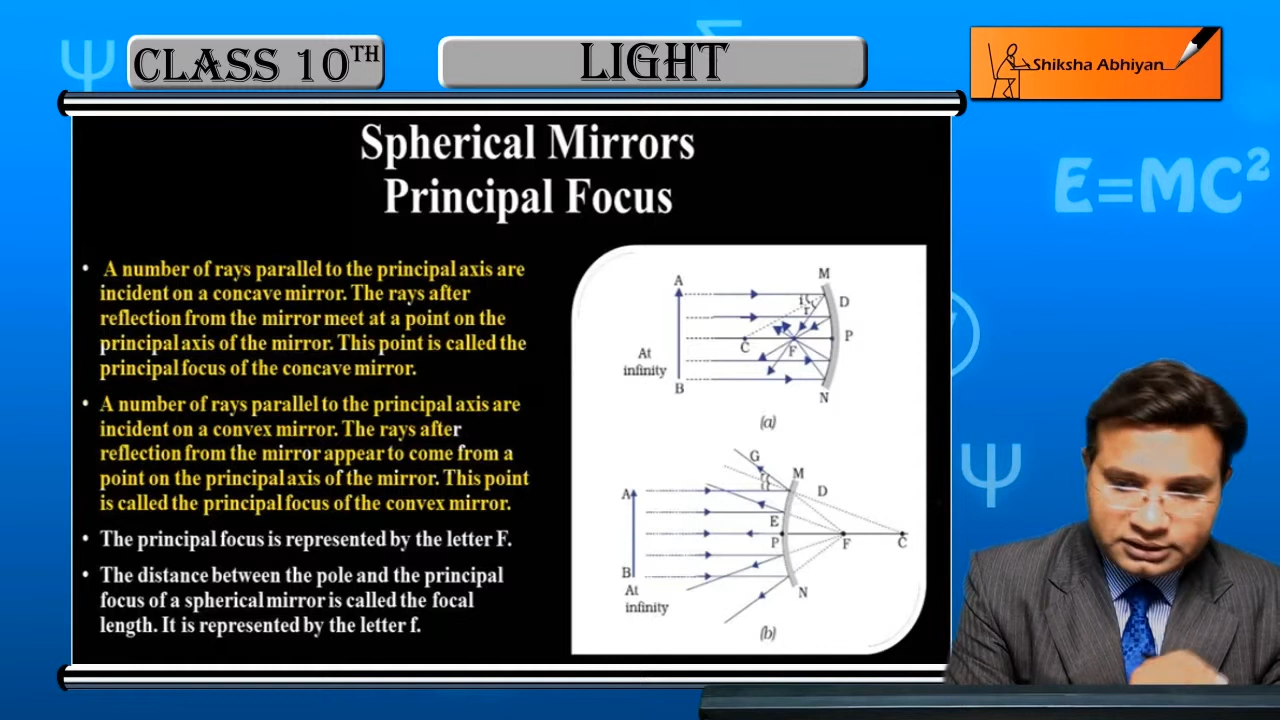 Ψ
CLASS 10TH
LIGHT
Σ
Shiksha Abhiyan
E=MC²
Ψ
Spherical Mirrors
Principal Focus
• A number of rays parallel to the principal axis are
incident on a concave mirror. The rays after
reflection from the mirror meet at a point on the
principal axis of the mirror. This point is called the
principal focus of the concave mirror.
• A number of rays parallel to the principal axis are
incident on a convex mirror. The rays after
reflection from the mirror appear to come from a
point on the principal axis of the mirror. This point
is called the principal focus of the convex mirror.
• The principal focus is represented by the letter F.
• The distance between the pole and the principal
focus of a spherical mirror is called the focal
length. It is represented by the letter f.
M
A
i
D
r
P
C
F
At
infinity
B
N
(a)
G
M
A
D
E
P
F
C
B
At
infinity
N
(b)